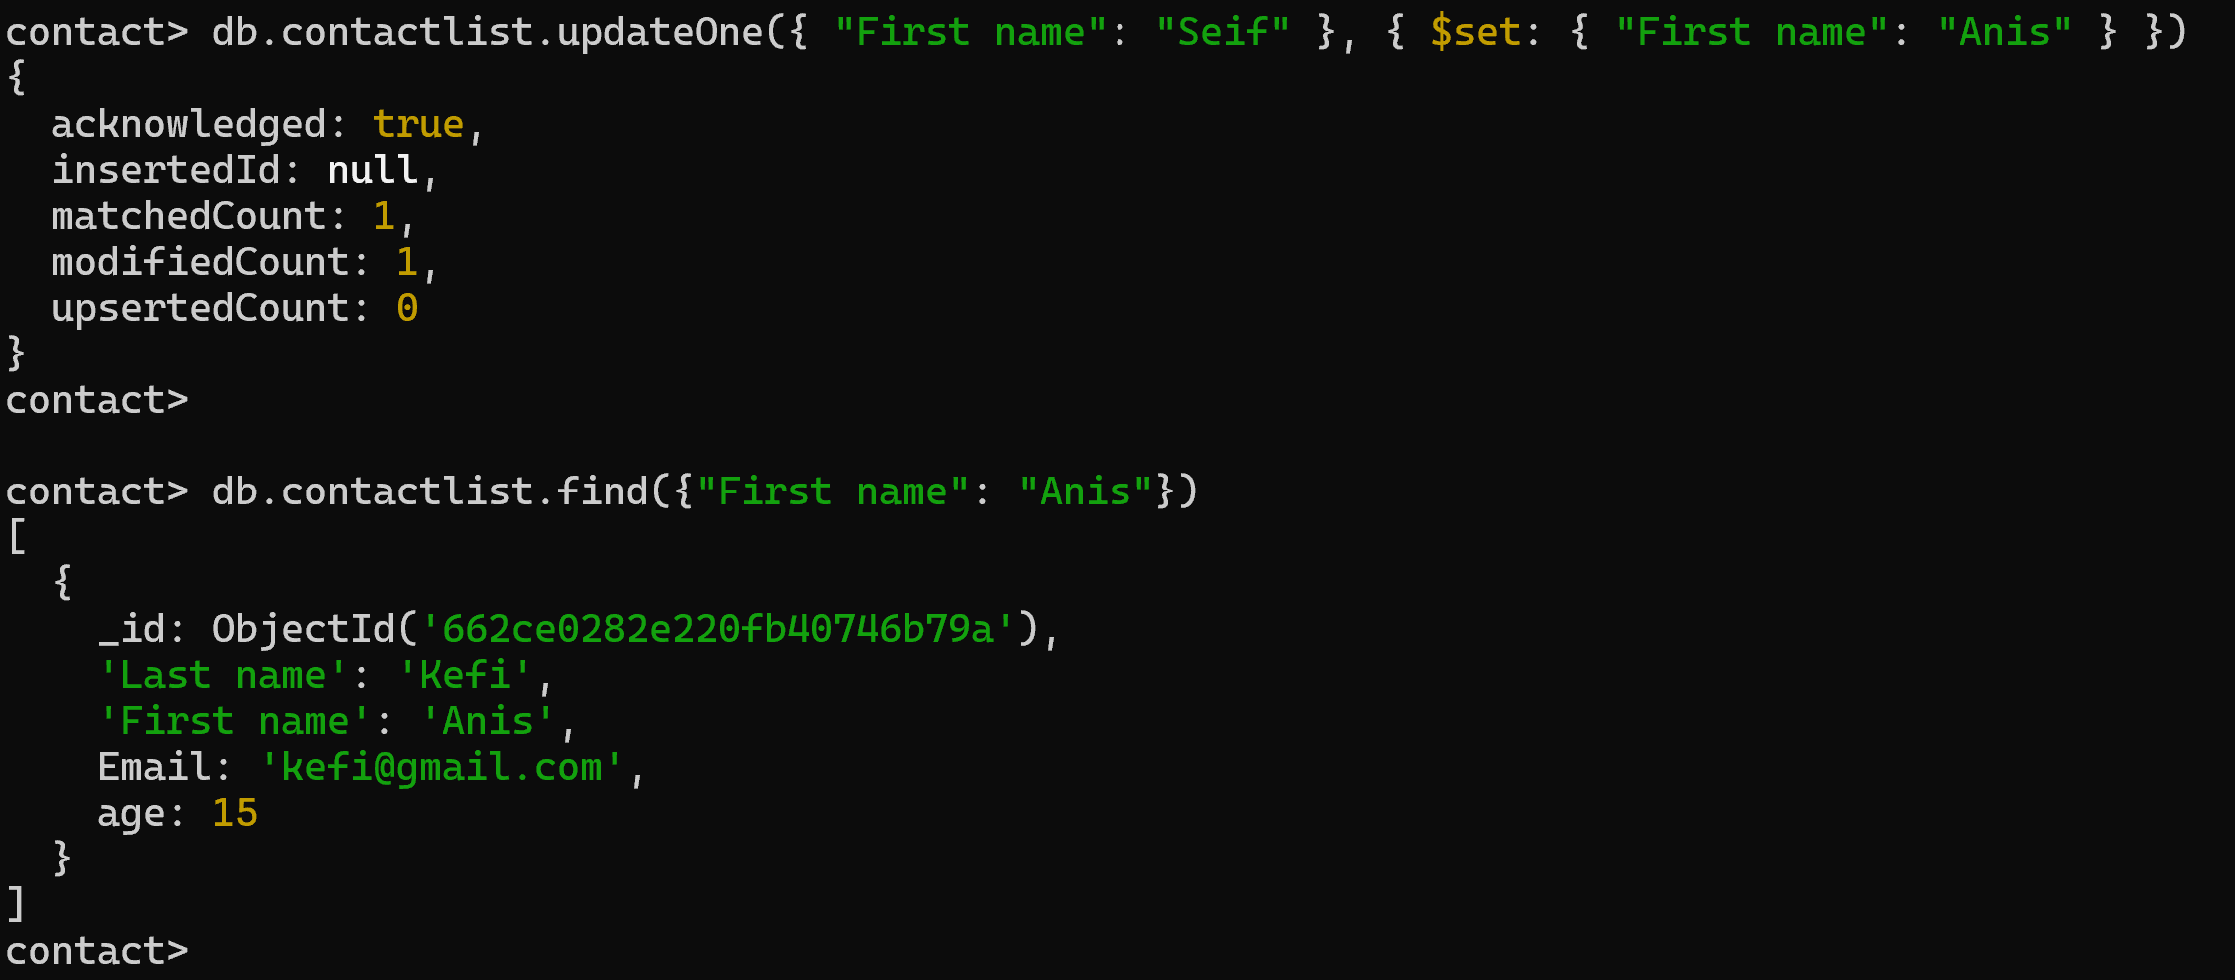 contact> db.contactlist.updateOne({ "First name": "Seif" }, { $set: { "First name": "Anis" } })
{
  acknowledged: true,
  insertedId: null,
  matchedCount: 1,
  modifiedCount: 1,
  upsertedCount: 0
}
contact>
contact> db.contactlist.find({"First name": "Anis"})
[
  {
    _id: ObjectId('662ce0282e220fb40746b79a'),
    'Last name': 'Kefi',
    'First name': 'Anis',
    Email: 'kefi@gmail.com',
    age: 15
  }
]
contact>